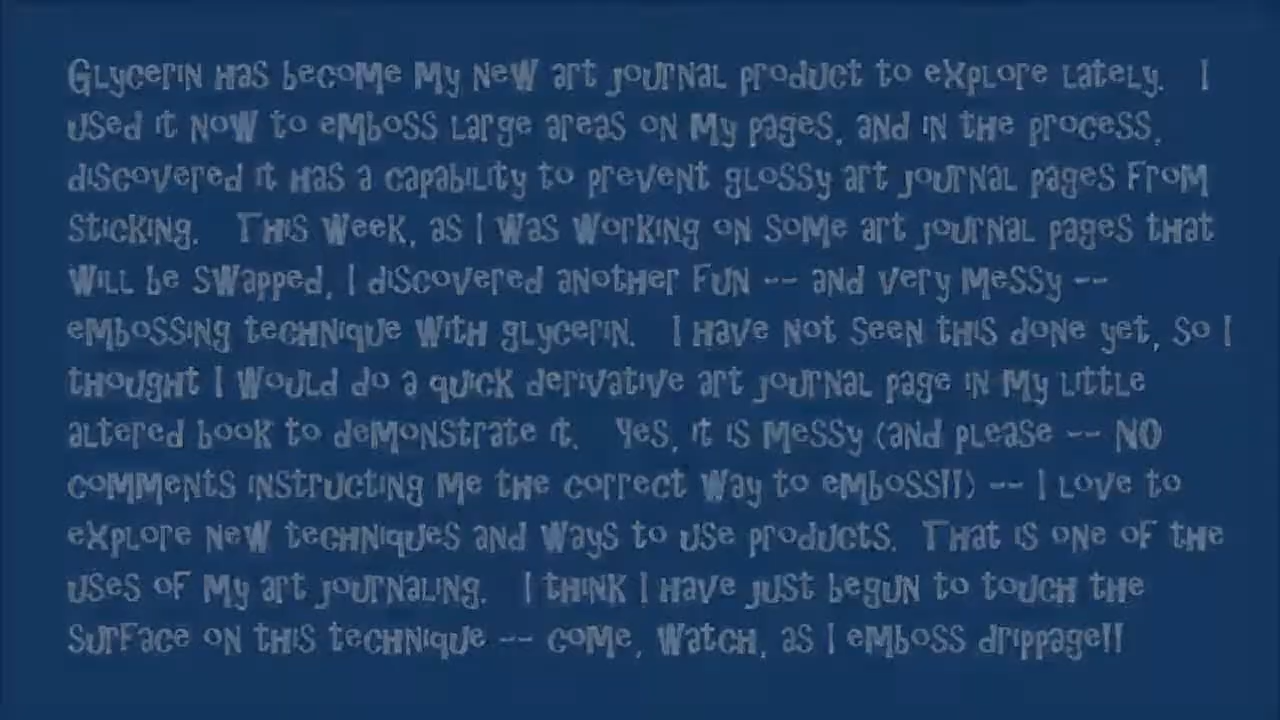 Glycerin has become my new art journal product to explore lately. I
used it now to emboss large areas on my pages, and in the process,
discovered it has a capability to prevent glossy art journal pages from
sticking. This week, as I was working on some art journal pages that
will be swapped, I discovered another fun -- and very messy --
embossing technique with glycerin. I have not seen this done yet, so I
thought I would do a quick derivative art journal page in my little
altered book to demonstrate it. Yes, it is messy (and please -- NO
comments instructing me the correct way to emboss!!) -- I love to
explore new techniques and ways to use products. That is one of the
uses of my art journaling. I think I have just begun to touch the
surface on this technique -- come, watch, as I emboss drippage!!